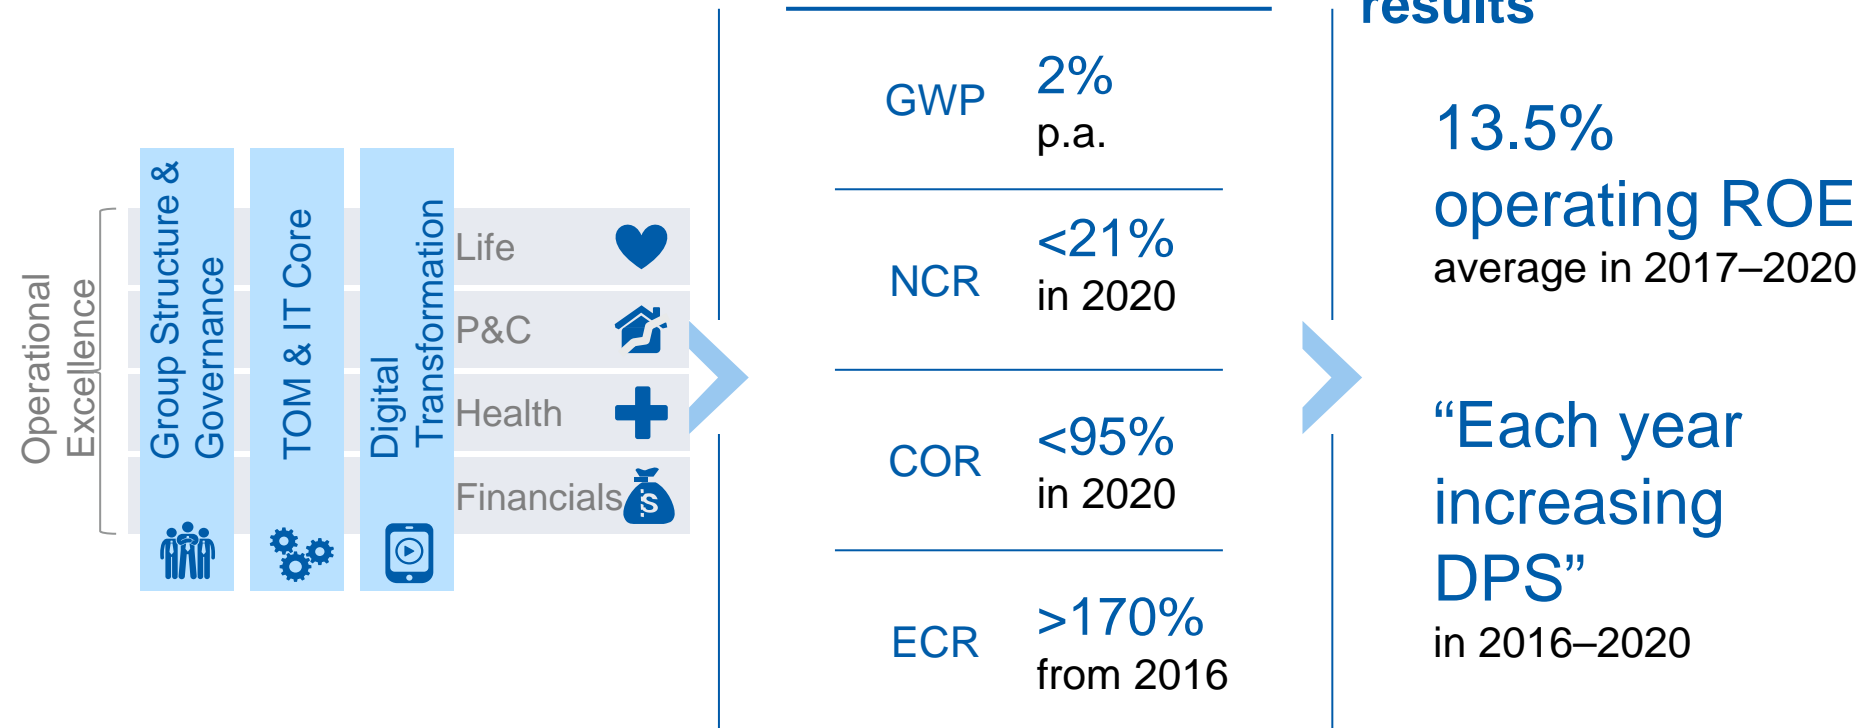 Operational
Excellence
Group Structure &
Governance
TOM & IT Core
Digital
Transformation
Life
P&C
Health
Financials
GWP
2%
p.a.
NCR
<21%
in 2020
COR
<95%
in 2020
ECR
>170%
from 2016
results
13.5%
operating ROE
average in 2017–2020
“Each year
increasing
DPS”
in 2016–2020